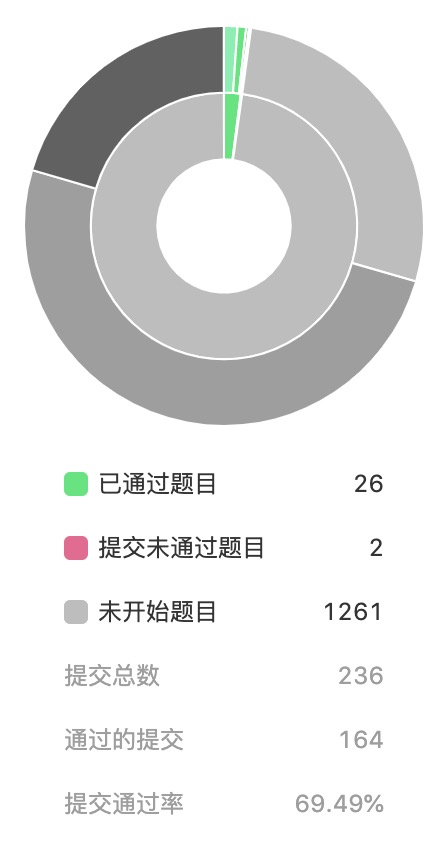 已通过题目 26
提交未通过题目 2
未开始题目 1261
提交总数 236
通过的提交 164
提交通过率 69.49%